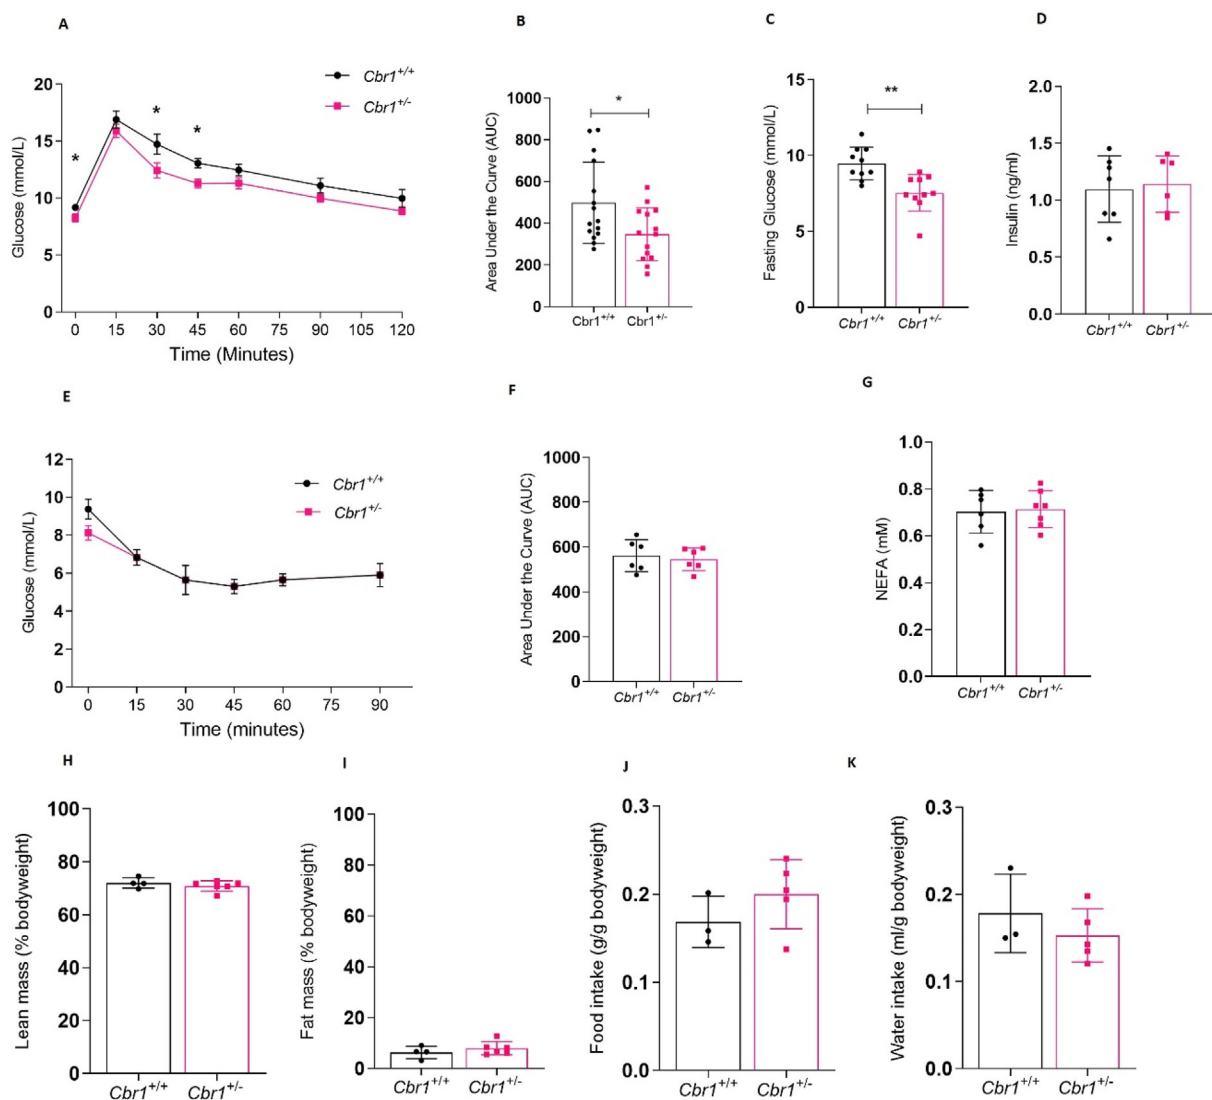 A
B
C
D
Cbr1+/+
Cbr1+/-
Glucose (mmol/L)
20
15
10
5
0
*
*
*
0 15 30 45 60 75 90 105 120
Time (Minutes)
Area Under the Curve (AUC)
1000
800
600
400
200
0
*
Cbr1+/+ Cbr1+/-
Fasting Glucose (mmol/L)
15
10
5
0
**
Cbr1+/+ Cbr1+/-
Insulin (ng/ml)
2.0
1.5
1.0
0.5
0.0
Cbr1+/+ Cbr1+/-
E
F
G
Cbr1+/+
Cbr1+/-
Glucose (mmol/L)
12
10
8
6
4
2
0
0 15 30 45 60 75 90
Time (minutes)
Area Under the Curve (AUC)
1000
800
600
400
200
0
Cbr1+/+ Cbr1+/-
NEFA (mM)
1.0
0.8
0.6
0.4
0.2
0.0
Cbr1+/+ Cbr1+/-
H
I
J
K
Lean mass (% bodyweight)
100
80
60
40
20
0
Cbr1+/+ Cbr1+/-
Fat mass (% bodyweight)
100
80
60
40
20
0
Cbr1+/+ Cbr1+/-
Food intake (g/g bodyweight)
0.3
0.2
0.1
0.0
Cbr1+/+ Cbr1+/-
Water intake (ml/g bodyweight)
0.3
0.2
0.1
0.0
Cbr1+/+ Cbr1+/-